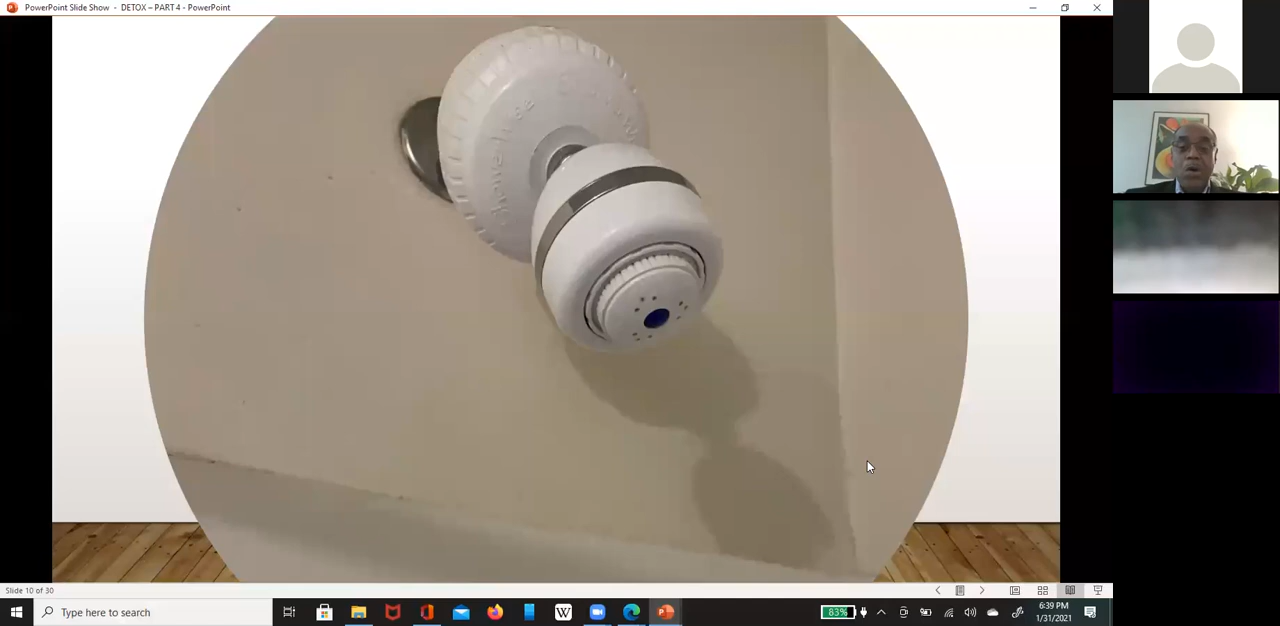 PowerPoint Slide Show - DETOX – PART 4 - PowerPoint
Slide 10 of 30
Type here to search
W
83%
6:39 PM
1/31/2021